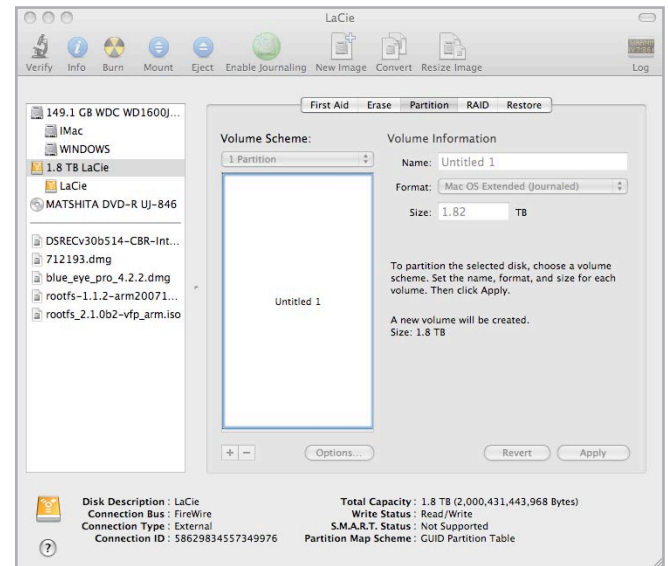 LaCie
Verify Info Burn Mount Eject Enable Journaling New Image Convert Resize Image Log
First Aid Erase Partition RAID Restore
149.1 GB WDC WD1600J...
IMac
WINDOWS
1.8 TB LaCie
LaCie
MATSHITA DVD-R UJ-846
DSRECv30b514-CBR-Int...
712193.dmg
blue_eye_pro_4.2.2.dmg
rootfs-1.1.2-arm20071...
rootfs_2.1.0b2-vfp_arm.iso
Volume Scheme:
1 Partition
Untitled 1
+ − Options...
Volume Information
Name: Untitled 1
Format: Mac OS Extended (Journaled)
Size: 1.82 TB
To partition the selected disk, choose a volume
scheme. Set the name, format, and size for each
volume. Then click Apply.
A new volume will be created.
Size: 1.8 TB
Revert Apply
Disk Description : LaCie
Connection Bus : FireWire
Connection Type : External
Connection ID : 58629834557349976
Total Capacity : 1.8 TB (2,000,431,443,968 Bytes)
Write Status : Read/Write
S.M.A.R.T. Status : Not Supported
Partition Map Scheme : GUID Partition Table
?